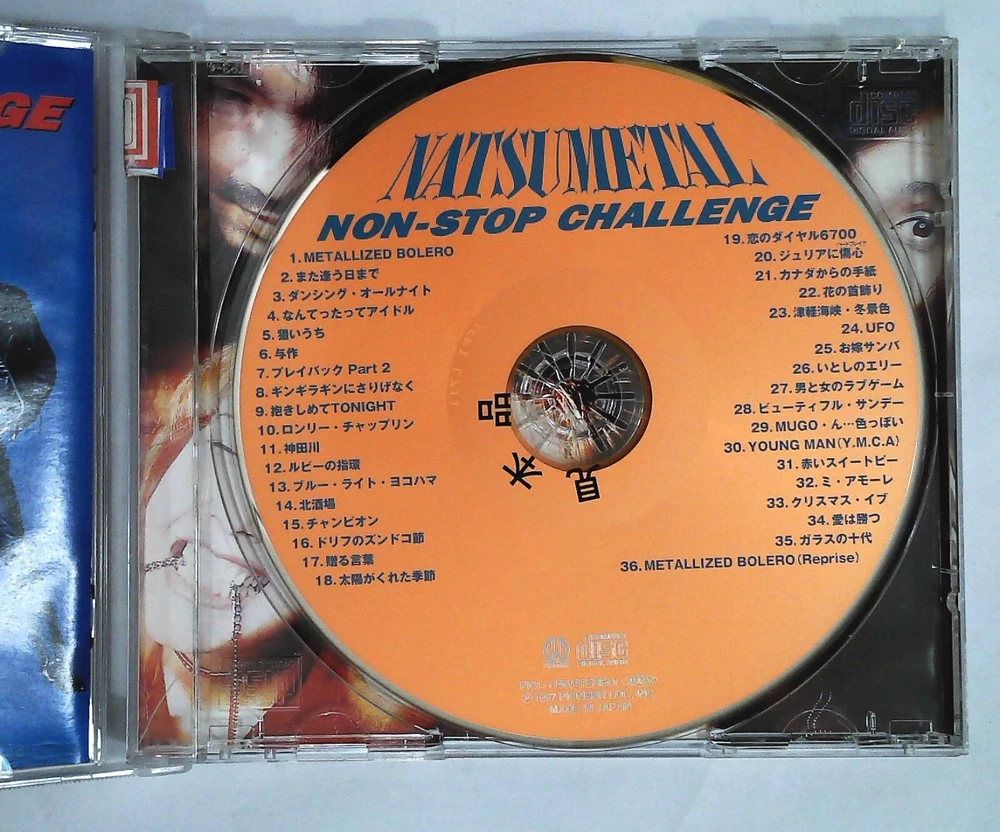 GE
NATSUMETAL
NON-STOP CHALLENGE
1. METALLIZED BOLERO
2. また逢う日まで
3. ダンシング・オールナイト
4. なんてったってアイドル
5. 狙いうち
6. 与作
7. プレイバック Part 2
8. ギンギラギンにさりげなく
9. 抱きしめてTONIGHT
10. ロンリー・チャップリン
11. 神田川
12. ルビーの指環
13. ブルー・ライト・ヨコハマ
14. 北酒場
15. チャンピオン
16. ドリフのズンドコ節
17. 贈る言葉
18. 太陽がくれた季節
19. 恋のダイヤル6700
20. ジュリアに傷心
21. カナダからの手紙
22. 花の首飾り
23. 津軽海峡・冬景色
24. UFO
25. お嫁サンバ
26. いとしのエリー
27. 男と女のラブゲーム
28. ビューティフル・サンデー
29. MUGO・ん…色っぽい
30. YOUNG MAN（Y.M.C.A）
31. 赤いスイートピー
32. ミ・アモーレ
33. クリスマス・イブ
34. 愛は勝つ
35. ガラスの十代
36. METALLIZED BOLERO（Reprise）
見本品
COMPACT
disc
DIGITAL AUDIO
COMPACT
disc
DIGITAL AUDIO
Ⓟ 1997 PIONEER LDC, INC.
MADE IN JAPAN